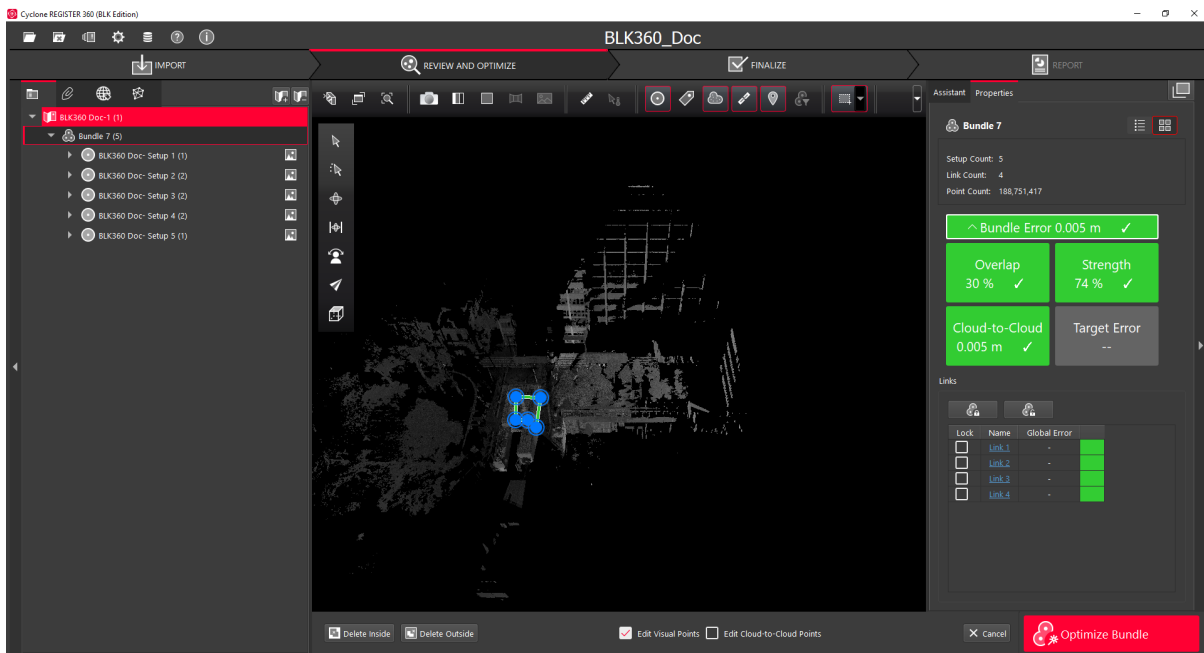 Cyclone REGISTER 360 (BLK Edition)
BLK360_Doc
IMPORT
REVIEW AND OPTIMIZE
FINALIZE
REPORT
BLK360 Doc-1 (1)
Bundle 7 (5)
BLK360 Doc- Setup 1 (1)
BLK360 Doc- Setup 2 (2)
BLK360 Doc- Setup 3 (2)
BLK360 Doc- Setup 4 (2)
BLK360 Doc- Setup 5 (1)
Assistant Properties
Bundle 7
Setup Count: 5
Link Count: 4
Point Count: 188,751,417
Bundle Error 0.005 m
Overlap
30 %
Strength
74 %
Cloud-to-Cloud
0.005 m
Target Error
--
Links
Lock Name Global Error
Link 1 -
Link 2 -
Link 3 -
Link 4 -
Delete Inside Delete Outside Edit Visual Points Edit Cloud-to-Cloud Points Cancel Optimize Bundle